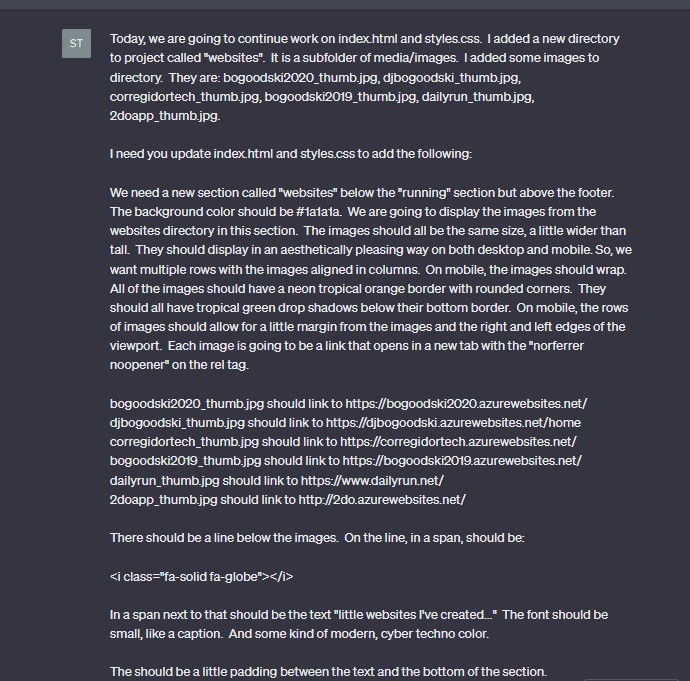 ST
Today, we are going to continue work on index.html and styles.css.  I added a new directory
to project called "websites".  It is a subfolder of media/images.  I added some images to
directory.  They are: bogoodski2020_thumb.jpg, djbogoodski_thumb.jpg,
corregidortech_thumb.jpg, bogoodski2019_thumb.jpg, dailyrun_thumb.jpg,
2doapp_thumb.jpg.
I need you update index.html and styles.css to add the following:
We need a new section called "websites" below the "running" section but above the footer.
The background color should be #1a1a1a.  We are going to display the images from the
websites directory in this section.  The images should all be the same size, a little wider than
tall.  They should display in an aesthetically pleasing way on both desktop and mobile. So, we
want multiple rows with the images aligned in columns.  On mobile, the images should wrap.
All of the images should have a neon tropical orange border with rounded corners.  They
should all have tropical green drop shadows below their bottom border.  On mobile, the rows
of images should allow for a little margin from the images and the right and left edges of the
viewport.  Each image is going to be a link that opens in a new tab with the "norferrer
noopener" on the rel tag.
bogoodski2020_thumb.jpg should link to https://bogoodski2020.azurewebsites.net/
djbogoodski_thumb.jpg should link to https://djbogoodski.azurewebsites.net/home
corregidortech_thumb.jpg should link to https://corregidortech.azurewebsites.net/
bogoodski2019_thumb.jpg should link to https://bogoodski2019.azurewebsites.net/
dailyrun_thumb.jpg should link to https://www.dailyrun.net/
2doapp_thumb.jpg should link to http://2do.azurewebsites.net/
There should be a line below the images.  On the line, in a span, should be:
<i class="fa-solid fa-globe"></i>
In a span next to that should be the text "little websites I've created..."  The font should be
small, like a caption.  And some kind of modern, cyber techno color.
The should be a little padding between the text and the bottom of the section.